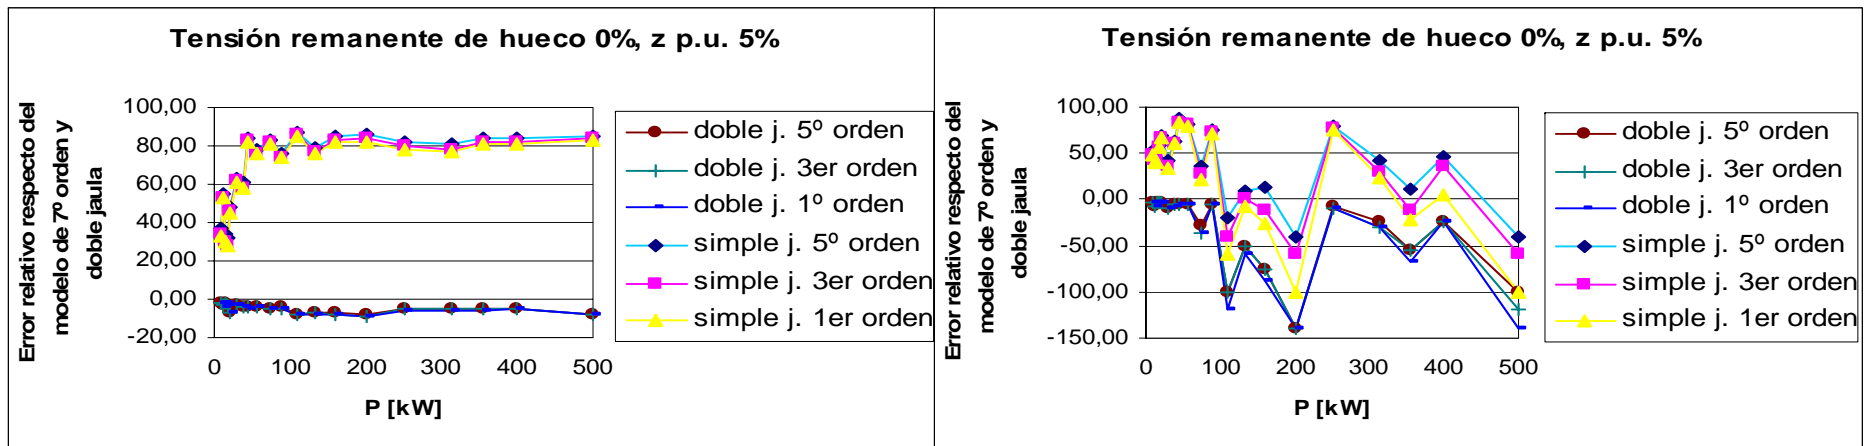 Tensión remanente de hueco 0%, z p.u. 5%
Error relativo respecto del
modelo de 7º orden y
doble jaula
100,00
80,00
60,00
40,00
20,00
0,00
-20,00
0
100
200
300
400
500
P [kW]
doble j. 5º orden
doble j. 3er orden
doble j. 1º orden
simple j. 5º orden
simple j. 3er orden
simple j. 1er orden
Tensión remanente de hueco 0%, z p.u. 5%
Error relativo respecto del
modelo de 7º orden y
doble jaula
100,00
50,00
0,00
-50,00
-100,00
-150,00
0
100
200
300
400
500
P [kW]
doble j. 5º orden
doble j. 3er orden
doble j. 1º orden
simple j. 5º orden
simple j. 3er orden
simple j. 1er orden